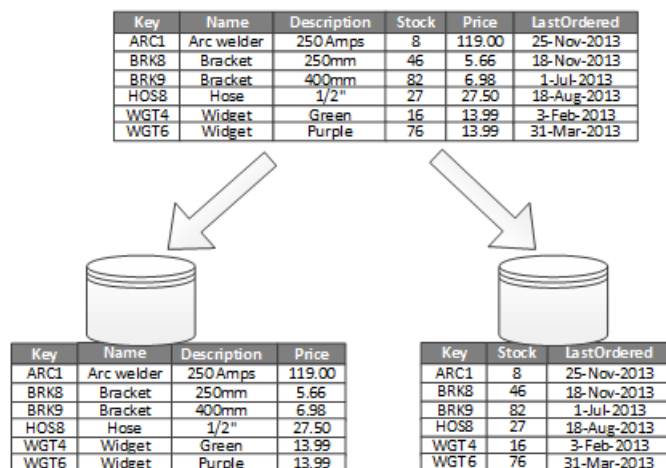 Key Name Description Stock Price LastOrdered
ARC1 Arc welder 250 Amps 8 119.00 25-Nov-2013
BRK8 Bracket 250mm 46 5.66 18-Nov-2013
BRK9 Bracket 400mm 82 6.98 1-Jul-2013
HOS8 Hose 1/2" 27 27.50 18-Aug-2013
WGT4 Widget Green 16 13.99 3-Feb-2013
WGT6 Widget Purple 76 13.99 31-Mar-2013
Key Name Description Price
ARC1 Arc welder 250 Amps 119.00
BRK8 Bracket 250mm 5.66
BRK9 Bracket 400mm 6.98
HOS8 Hose 1/2" 27.50
WGT4 Widget Green 13.99
WGT6 Widget Purple 13.99
Key Stock LastOrdered
ARC1 8 25-Nov-2013
BRK8 46 18-Nov-2013
BRK9 82 1-Jul-2013
HOS8 27 18-Aug-2013
WGT4 16 3-Feb-2013
WGT6 76 31-Mar-2013